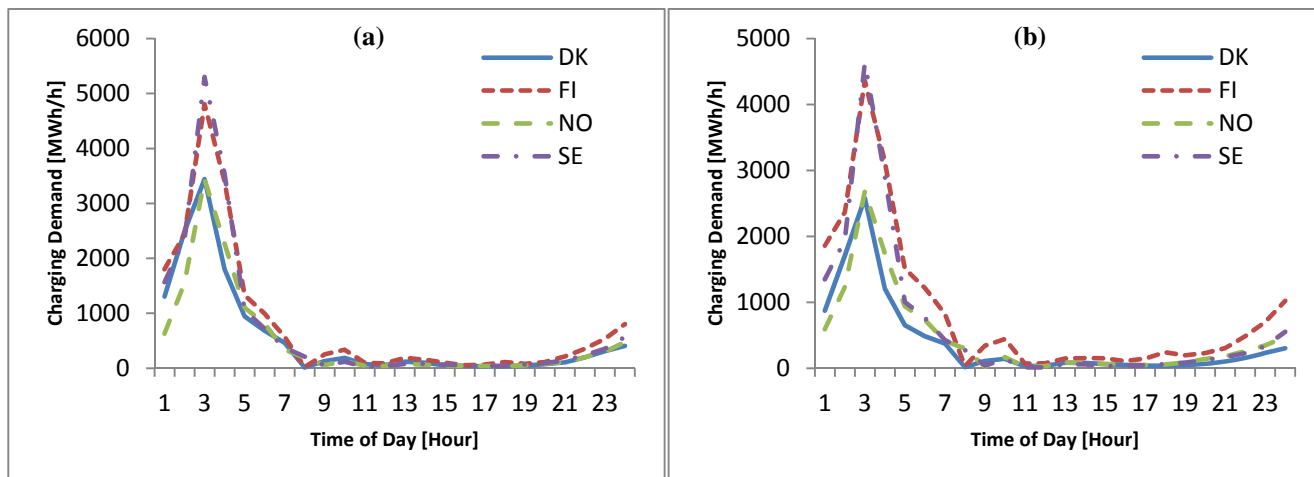 (a)
6000
5000
4000
3000
2000
1000
0
Charging Demand [MWh/h]
DK
FI
NO
SE
1 3 5 7 9 11 13 15 17 19 21 23
Time of Day [Hour]
(b)
5000
4000
3000
2000
1000
0
Charging Demand [MWh/h]
DK
FI
NO
SE
1 3 5 7 9 11 13 15 17 19 21 23
Time of Day [Hour]